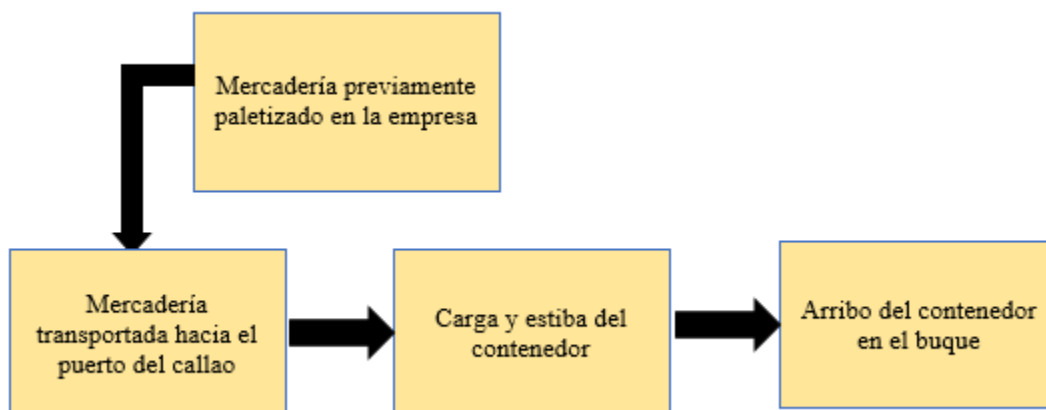 Mercadería previamente
paletizado en la empresa
Mercadería
transportada hacia el
puerto del callao
Carga y estiba del
contenedor
Arribo del contenedor
en el buque